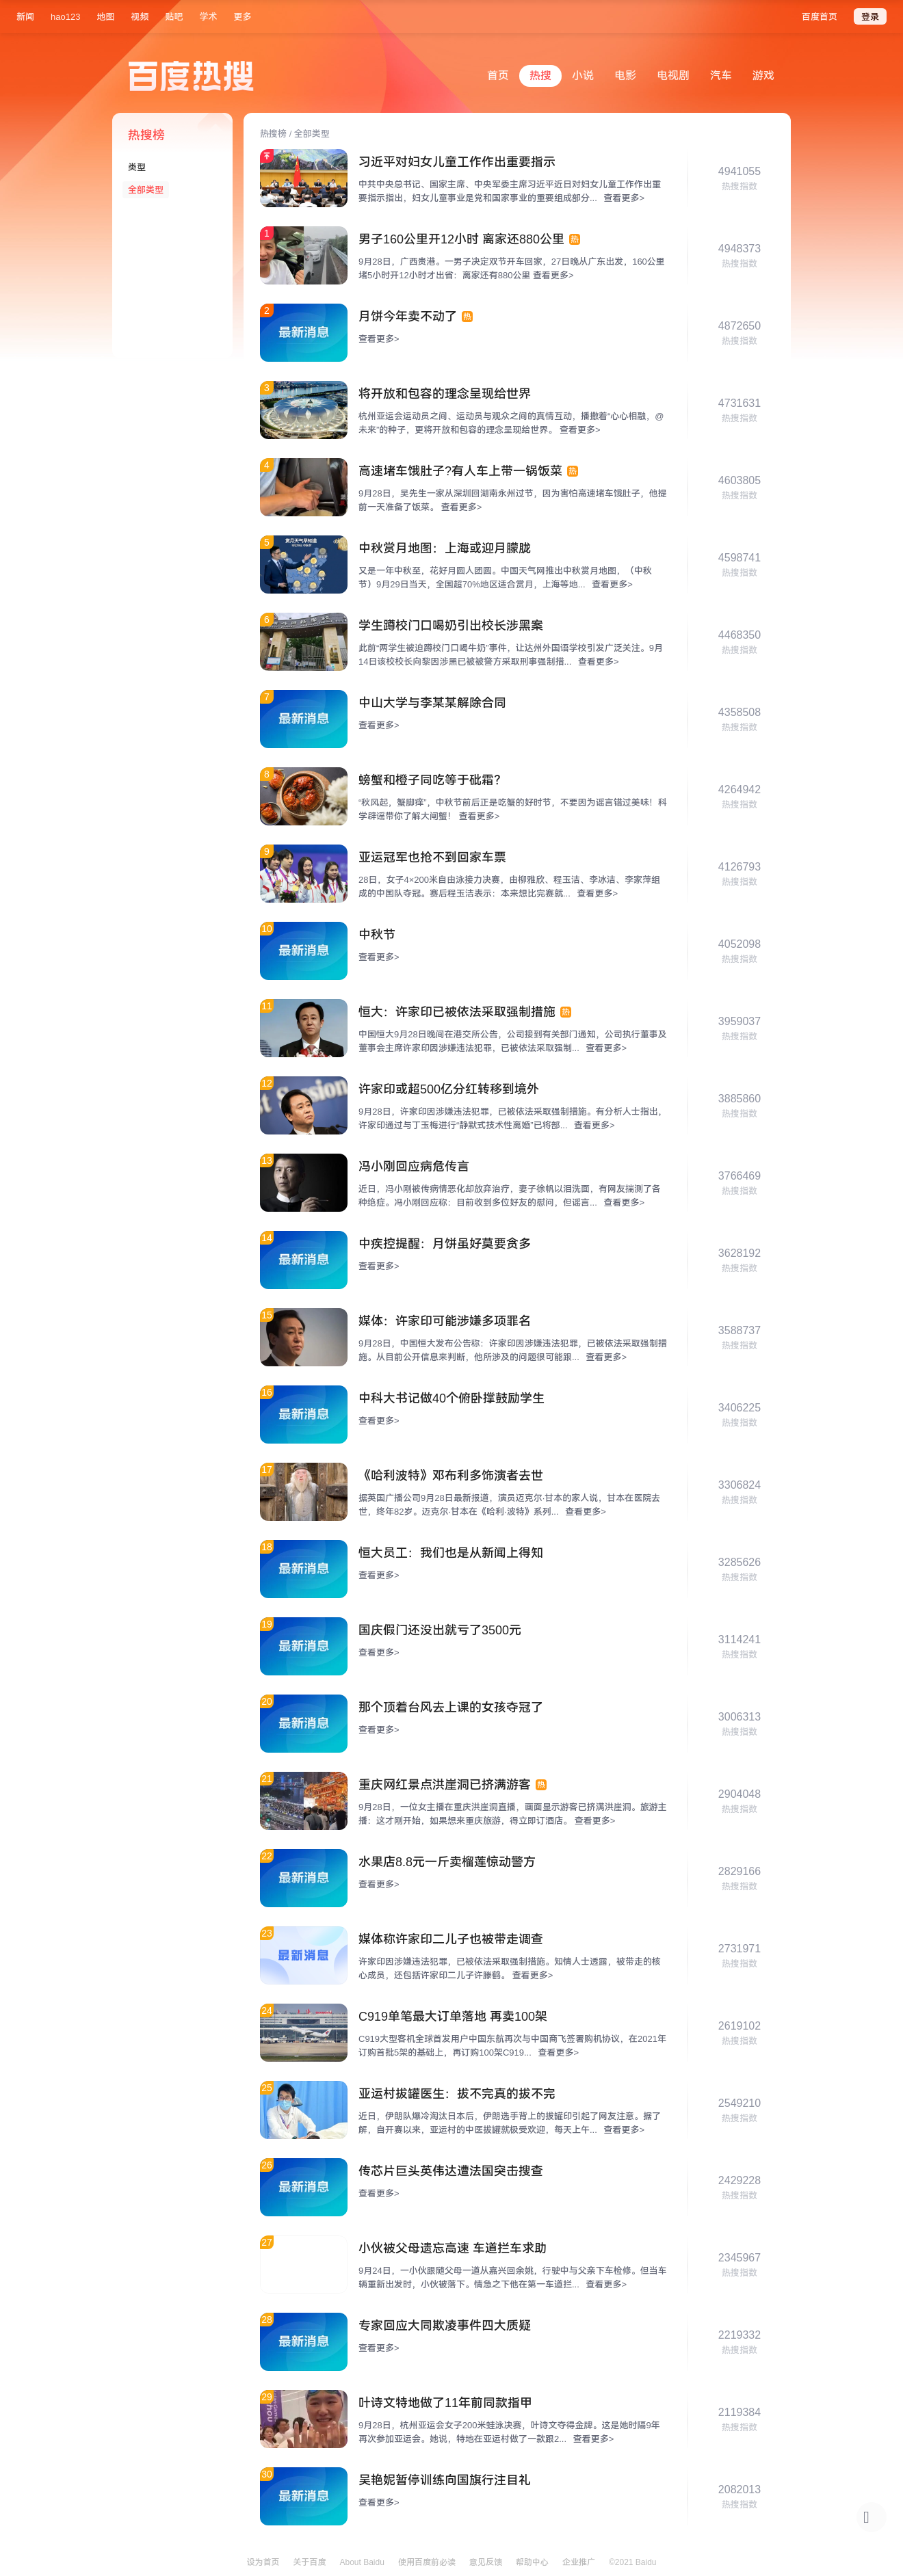 新闻 hao123 地图 视频 贴吧 学术 更多 百度首页 登录
百度热搜
首页 热搜 小说 电影 电视剧 汽车 游戏
热搜榜
类型
全部类型
热搜榜 / 全部类型
习近平对妇女儿童工作作出重要指示
中共中央总书记、国家主席、中央军委主席习近平近日对妇女儿童工作作出重
要指示指出，妇女儿童事业是党和国家事业的重要组成部分... 查看更多>
4941055
热搜指数
1
男子160公里开12小时 离家还880公里 热
9月28日，广西贵港。一男子决定双节开车回家，27日晚从广东出发，160公里
堵5小时开12小时才出省：离家还有880公里 查看更多>
4948373
热搜指数
2
最新消息
月饼今年卖不动了 热
查看更多>
4872650
热搜指数
3
将开放和包容的理念呈现给世界
杭州亚运会运动员之间、运动员与观众之间的真情互动，播撒着“心心相融，@
未来”的种子，更将开放和包容的理念呈现给世界。 查看更多>
4731631
热搜指数
4
高速堵车饿肚子?有人车上带一锅饭菜 热
9月28日，吴先生一家从深圳回湖南永州过节，因为害怕高速堵车饿肚子，他提
前一天准备了饭菜。 查看更多>
4603805
热搜指数
5
中秋赏月地图：上海或迎月朦胧
又是一年中秋至，花好月圆人团圆。中国天气网推出中秋赏月地图，（中秋
节）9月29日当天，全国超70%地区适合赏月，上海等地... 查看更多>
4598741
热搜指数
6
学生蹲校门口喝奶引出校长涉黑案
此前“两学生被迫蹲校门口喝牛奶”事件，让达州外国语学校引发广泛关注。9月
14日该校校长向黎因涉黑已被被警方采取刑事强制措... 查看更多>
4468350
热搜指数
7
最新消息
中山大学与李某某解除合同
查看更多>
4358508
热搜指数
8
螃蟹和橙子同吃等于砒霜？
“秋风起，蟹脚痒”，中秋节前后正是吃蟹的好时节，不要因为谣言错过美味！科
学辟谣带你了解大闸蟹！ 查看更多>
4264942
热搜指数
9
亚运冠军也抢不到回家车票
28日，女子4×200米自由泳接力决赛，由柳雅欣、程玉洁、李冰洁、李家萍组
成的中国队夺冠。赛后程玉洁表示：本来想比完赛就... 查看更多>
4126793
热搜指数
10
最新消息
中秋节
查看更多>
4052098
热搜指数
11
恒大：许家印已被依法采取强制措施 热
中国恒大9月28日晚间在港交所公告，公司接到有关部门通知，公司执行董事及
董事会主席许家印因涉嫌违法犯罪，已被依法采取强制... 查看更多>
3959037
热搜指数
12
许家印或超500亿分红转移到境外
9月28日，许家印因涉嫌违法犯罪，已被依法采取强制措施。有分析人士指出，
许家印通过与丁玉梅进行“静默式技术性离婚”已将部... 查看更多>
3885860
热搜指数
13
冯小刚回应病危传言
近日，冯小刚被传病情恶化却放弃治疗，妻子徐帆以泪洗面，有网友揣测了各
种绝症。冯小刚回应称：目前收到多位好友的慰问，但谣言... 查看更多>
3766469
热搜指数
14
最新消息
中疾控提醒：月饼虽好莫要贪多
查看更多>
3628192
热搜指数
15
媒体：许家印可能涉嫌多项罪名
9月28日，中国恒大发布公告称：许家印因涉嫌违法犯罪，已被依法采取强制措
施。从目前公开信息来判断，他所涉及的问题很可能跟... 查看更多>
3588737
热搜指数
16
最新消息
中科大书记做40个俯卧撑鼓励学生
查看更多>
3406225
热搜指数
17
《哈利波特》邓布利多饰演者去世
据英国广播公司9月28日最新报道，演员迈克尔·甘本的家人说，甘本在医院去
世，终年82岁。迈克尔·甘本在《哈利·波特》系列... 查看更多>
3306824
热搜指数
18
最新消息
恒大员工：我们也是从新闻上得知
查看更多>
3285626
热搜指数
19
最新消息
国庆假门还没出就亏了3500元
查看更多>
3114241
热搜指数
20
最新消息
那个顶着台风去上课的女孩夺冠了
查看更多>
3006313
热搜指数
21
重庆网红景点洪崖洞已挤满游客 热
9月28日，一位女主播在重庆洪崖洞直播，画面显示游客已挤满洪崖洞。旅游主
播：这才刚开始，如果想来重庆旅游，得立即订酒店。 查看更多>
2904048
热搜指数
22
最新消息
水果店8.8元一斤卖榴莲惊动警方
查看更多>
2829166
热搜指数
23
最新消息
媒体称许家印二儿子也被带走调查
许家印因涉嫌违法犯罪，已被依法采取强制措施。知情人士透露，被带走的核
心成员，还包括许家印二儿子许滕鹤。 查看更多>
2731971
热搜指数
24
C919单笔最大订单落地 再卖100架
C919大型客机全球首发用户中国东航再次与中国商飞签署购机协议，在2021年
订购首批5架的基础上，再订购100架C919... 查看更多>
2619102
热搜指数
25
亚运村拔罐医生：拔不完真的拔不完
近日，伊朗队爆冷淘汰日本后，伊朗选手背上的拔罐印引起了网友注意。据了
解，自开赛以来，亚运村的中医拔罐就极受欢迎，每天上午... 查看更多>
2549210
热搜指数
26
最新消息
传芯片巨头英伟达遭法国突击搜查
查看更多>
2429228
热搜指数
27
小伙被父母遗忘高速 车道拦车求助
9月24日，一小伙跟随父母一道从嘉兴回余姚，行驶中与父亲下车检修。但当车
辆重新出发时，小伙被落下。情急之下他在第一车道拦... 查看更多>
2345967
热搜指数
28
最新消息
专家回应大同欺凌事件四大质疑
查看更多>
2219332
热搜指数
29
叶诗文特地做了11年前同款指甲
9月28日，杭州亚运会女子200米蛙泳决赛，叶诗文夺得金牌。这是她时隔9年
再次参加亚运会。她说，特地在亚运村做了一款跟2... 查看更多>
2119384
热搜指数
30
最新消息
吴艳妮暂停训练向国旗行注目礼
查看更多>
2082013
热搜指数
设为首页 关于百度 About Baidu 使用百度前必读 意见反馈 帮助中心 企业推广 ©2021 Baidu